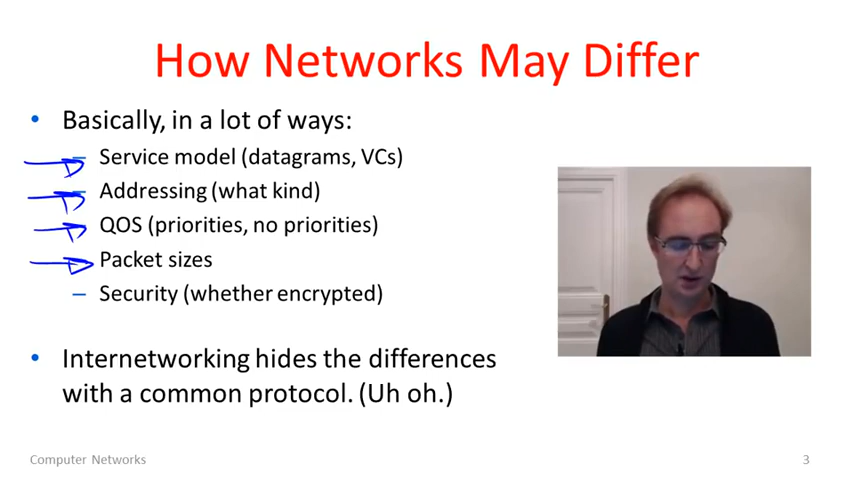 How Networks May Differ
• Basically, in a lot of ways:
– Service model (datagrams, VCs)
– Addressing (what kind)
QOS (priorities, no priorities)
Packet sizes
– Security (whether encrypted)
• Internetworking hides the differences
with a common protocol. (Uh oh.)
Computer Networks
3